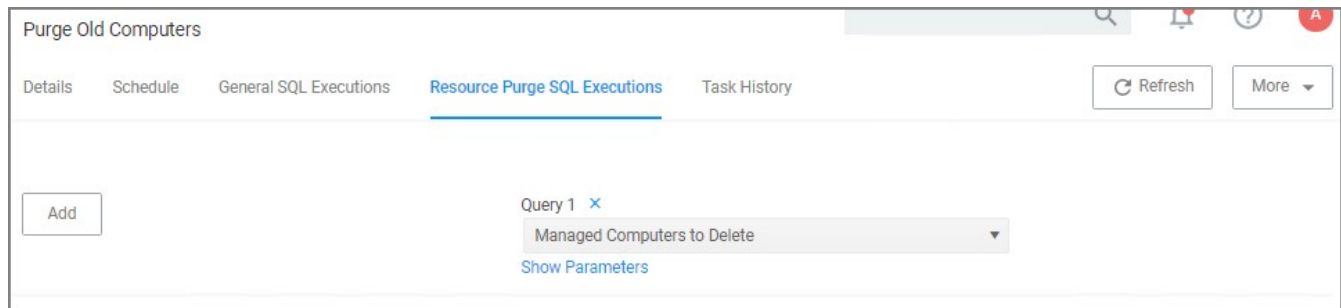 Purge Old Computers
A
Details Schedule General SQL Executions Resource Purge SQL Executions Task History Refresh More
Add
Query 1 ×
Managed Computers to Delete
Show Parameters